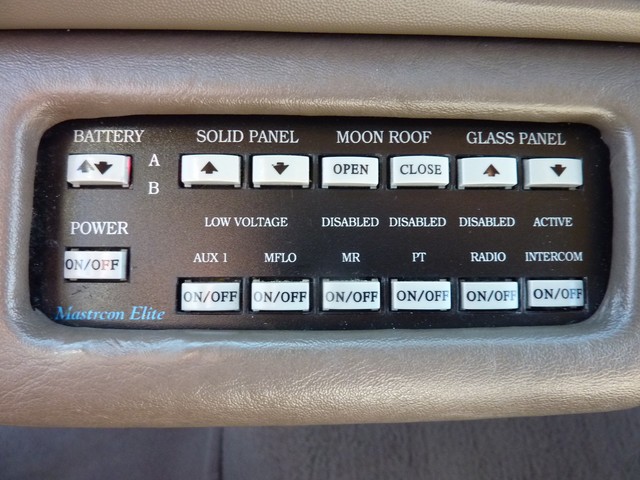 BATTERY SOLID PANEL MOON ROOF GLASS PANEL
A
OPEN CLOSE
B
POWER LOW VOLTAGE DISABLED DISABLED DISABLED ACTIVE
AUX 1 MFLO MR PT RADIO INTERCOM
ON/OFF
ON/OFF ON/OFF ON/OFF ON/OFF ON/OFF ON/OFF
Mastrcon Elite